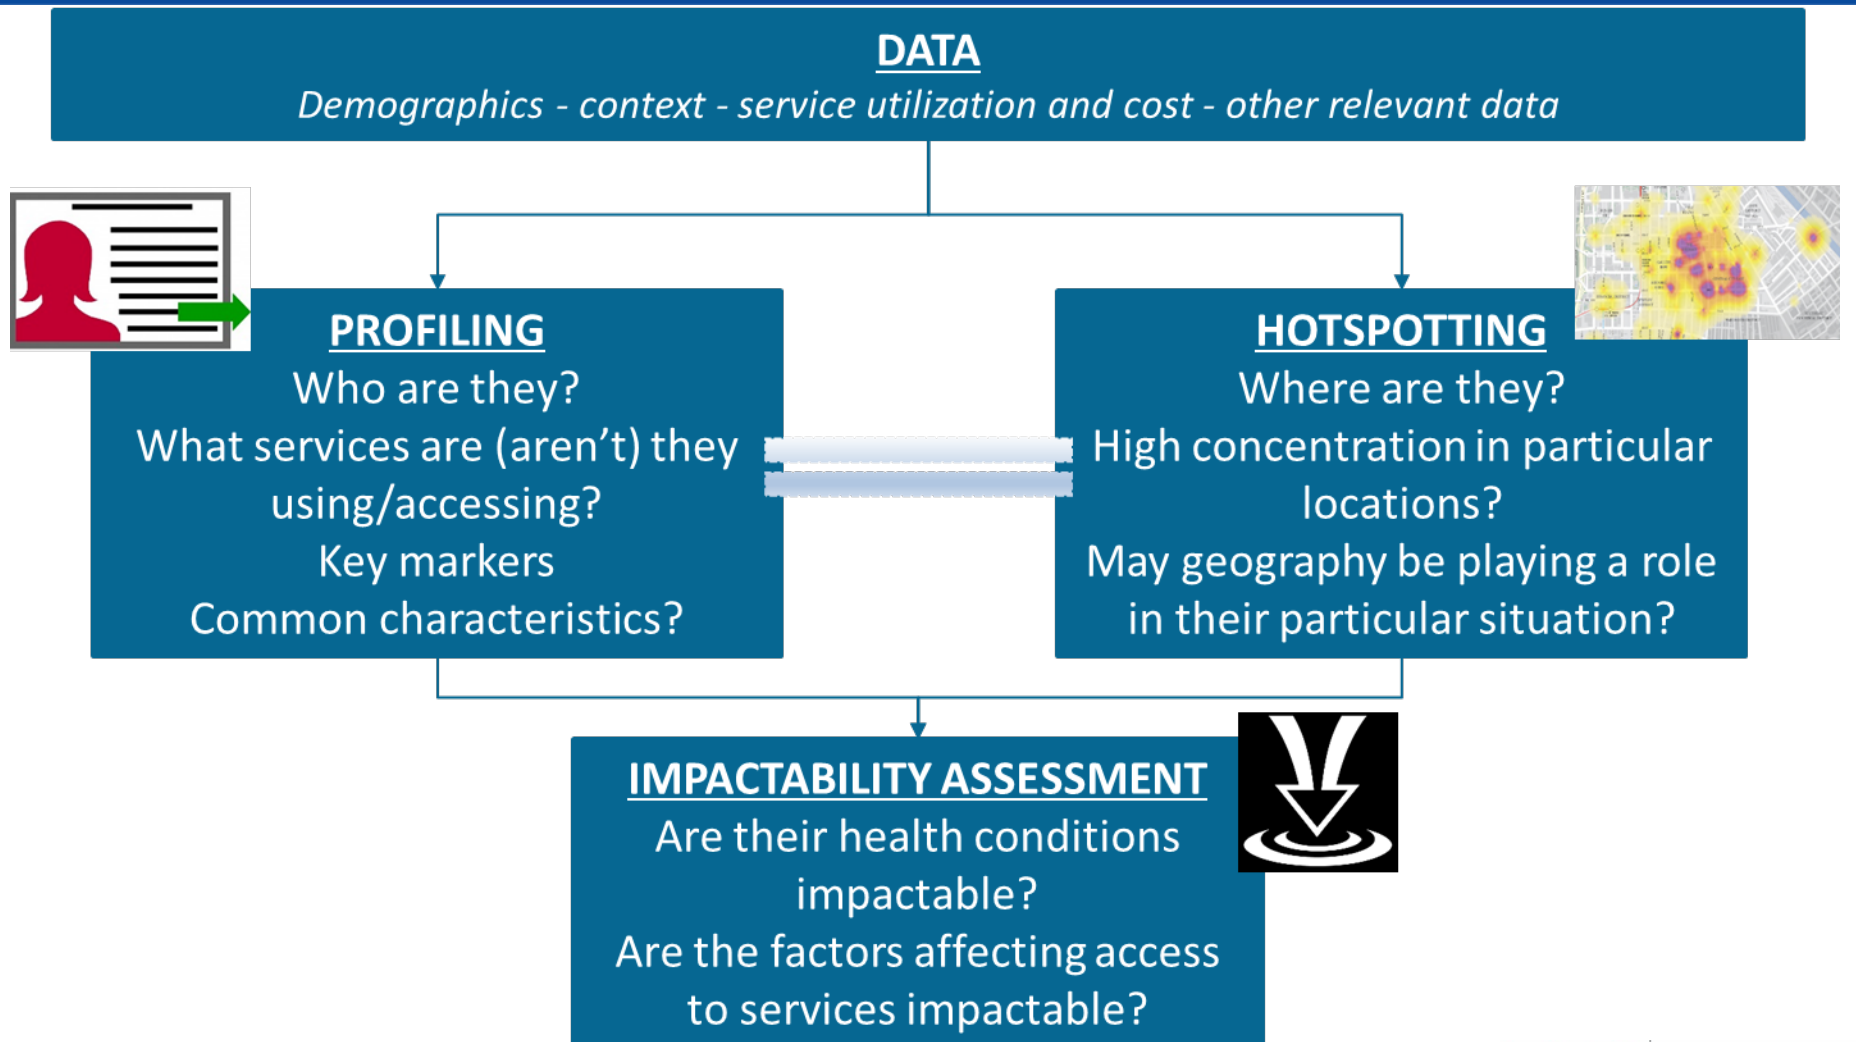 DATA
Demographics - context - service utilization and cost - other relevant data
PROFILING
Who are they?
What services are (aren’t) they
using/accessing?
Key markers
Common characteristics?
HOTSPOTTING
Where are they?
High concentration in particular
locations?
May geography be playing a role
in their particular situation?
IMPACTABILITY ASSESSMENT
Are their health conditions
impactable?
Are the factors affecting access
to services impactable?